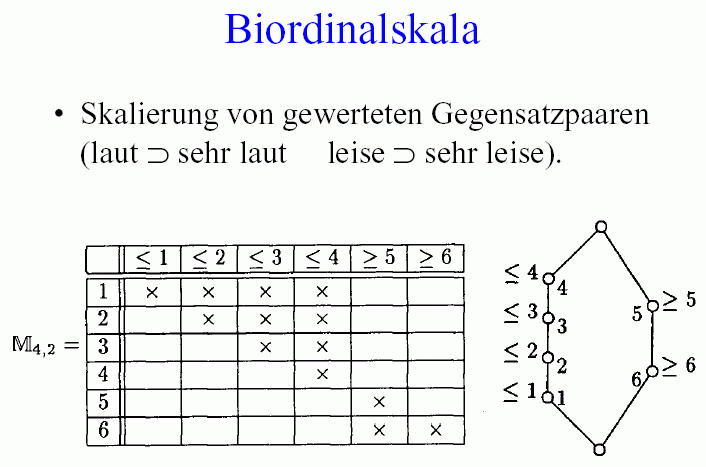 Biordinalskala
• Skalierung von gewerteten Gegensatzpaaren
(laut ⊃ sehr laut leise ⊃ sehr leise).
≤ 1 ≤ 2 ≤ 3 ≤ 4 ≥ 5 ≥ 6
1 × × × ×
2 × × ×
𝕄4,2 = 3 × ×
4 ×
5 ×
6 × ×
≤ 4 4
≤ 3 3
≤ 2 2
≤ 1 1
5 ≥ 5
6 ≥ 6